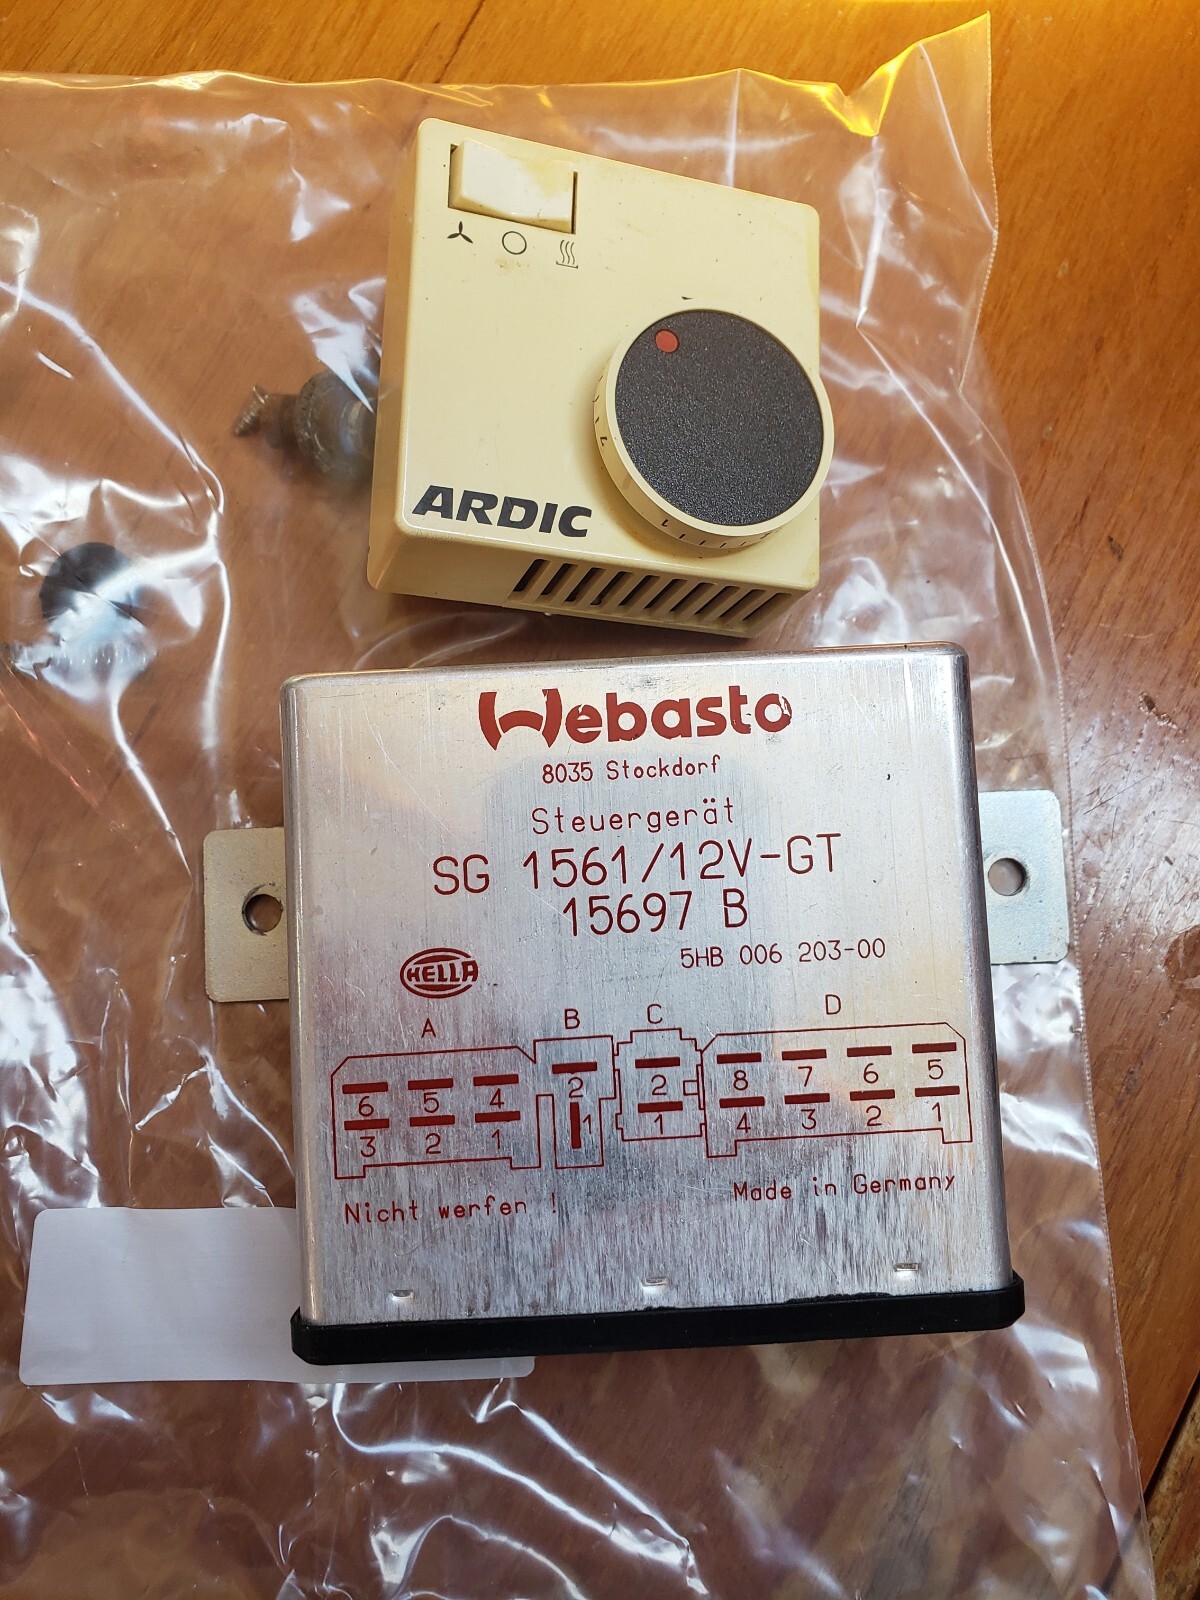 ARDIC
Webasto
8035 Stockdorf
Steuergerät
SG 1561/12V-GT
15697 B
5HB 006 203-00
HELLA
A B C D
6 5 4 2 2 8 7 6 5
3 2 1 1 1 4 3 2 1
Nicht werfen !
Made in Germany